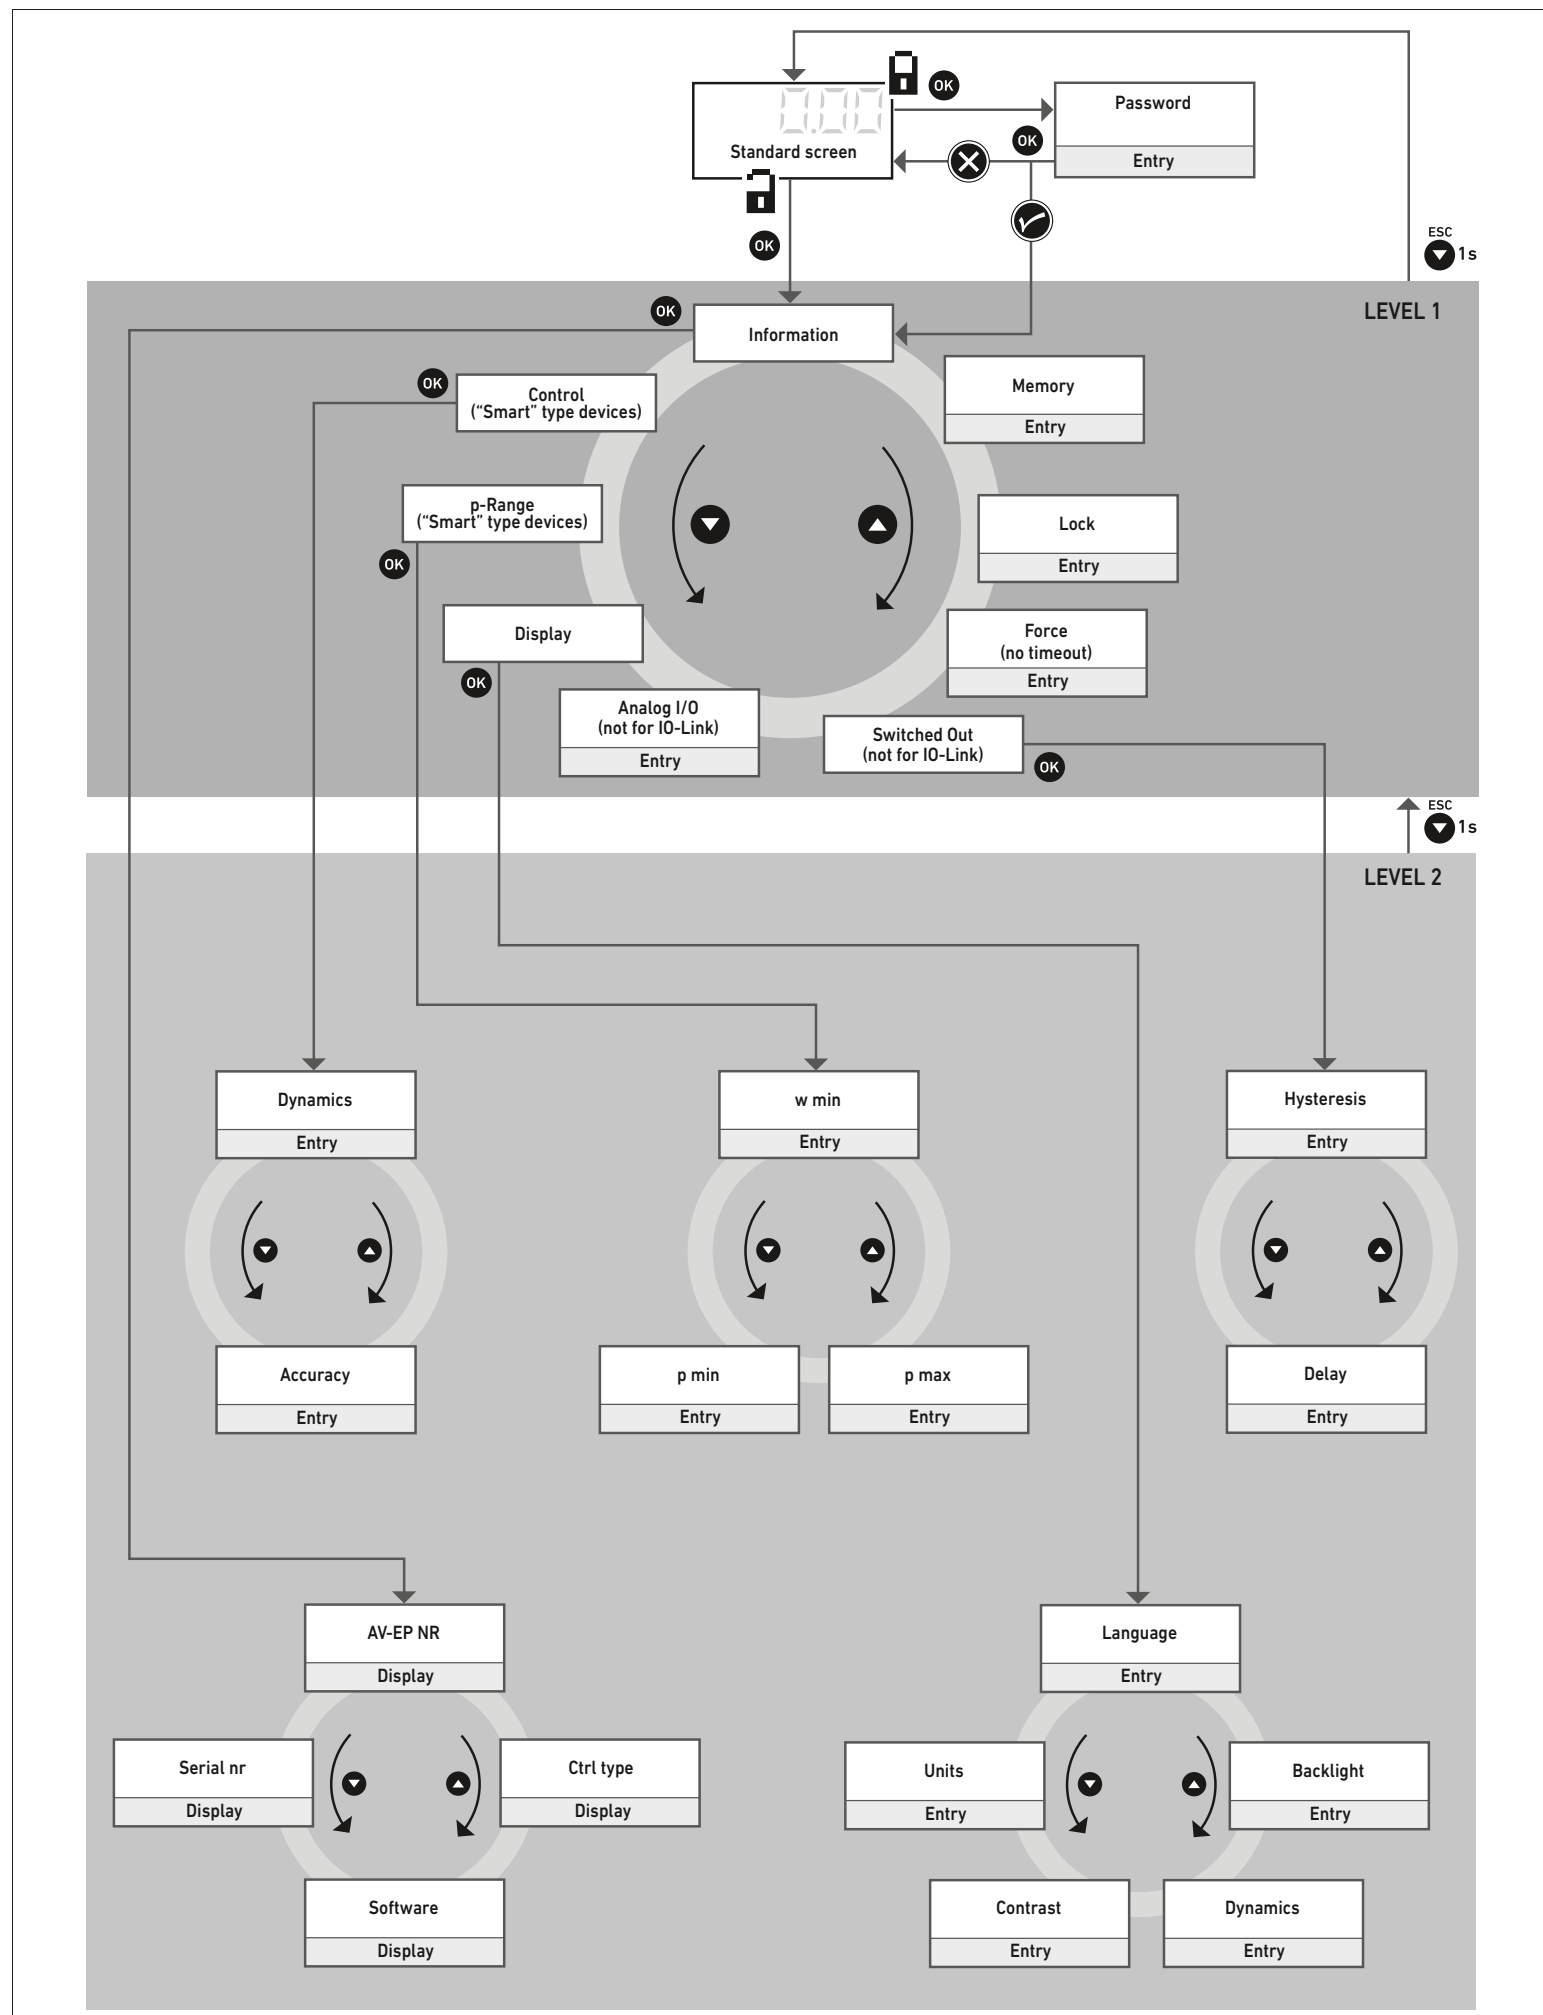 0.00
OK
Password
OK
Standard screen
Entry
OK
ESC
1s
LEVEL 1
OK
Information
OK
Control
(“Smart” type devices)
Memory
Entry
p-Range
(“Smart” type devices)
OK
Lock
Entry
Display
OK
Force
(no timeout)
Entry
Analog I/O
(not for IO-Link)
Entry
Switched Out
(not for IO-Link)
OK
ESC
1s
LEVEL 2
Dynamics
Entry
w min
Entry
Hysteresis
Entry
Accuracy
Entry
p min
Entry
p max
Entry
Delay
Entry
AV-EP NR
Display
Language
Entry
Serial nr
Display
Ctrl type
Display
Units
Entry
Backlight
Entry
Software
Display
Contrast
Entry
Dynamics
Entry